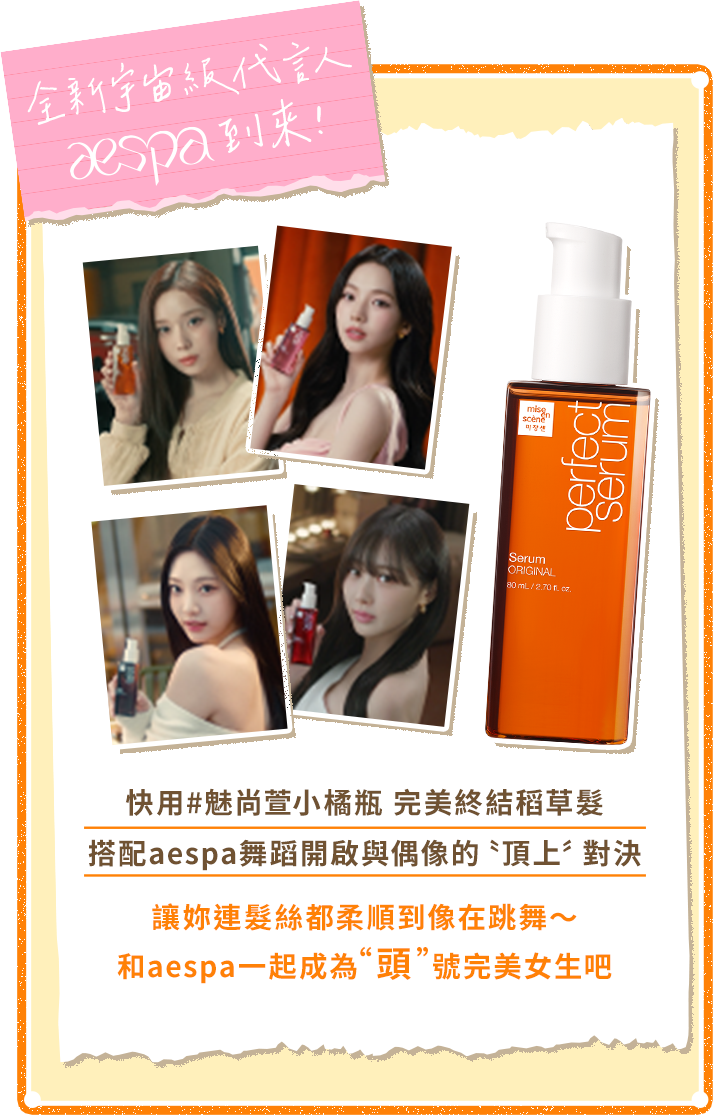 全新宇宙級代言人
aespa到來!
mise
en
scène
미쟝센
perfect
serum
Serum
ORIGINAL
80 mL / 2.70 fl. oz.
快用#魅尚萱小橘瓶 完美終結稻草髮
搭配aespa舞蹈開啟與偶像的〝頂上〞對決
讓妳連髮絲都柔順到像在跳舞～
和aespa一起成為“頭”號完美女生吧